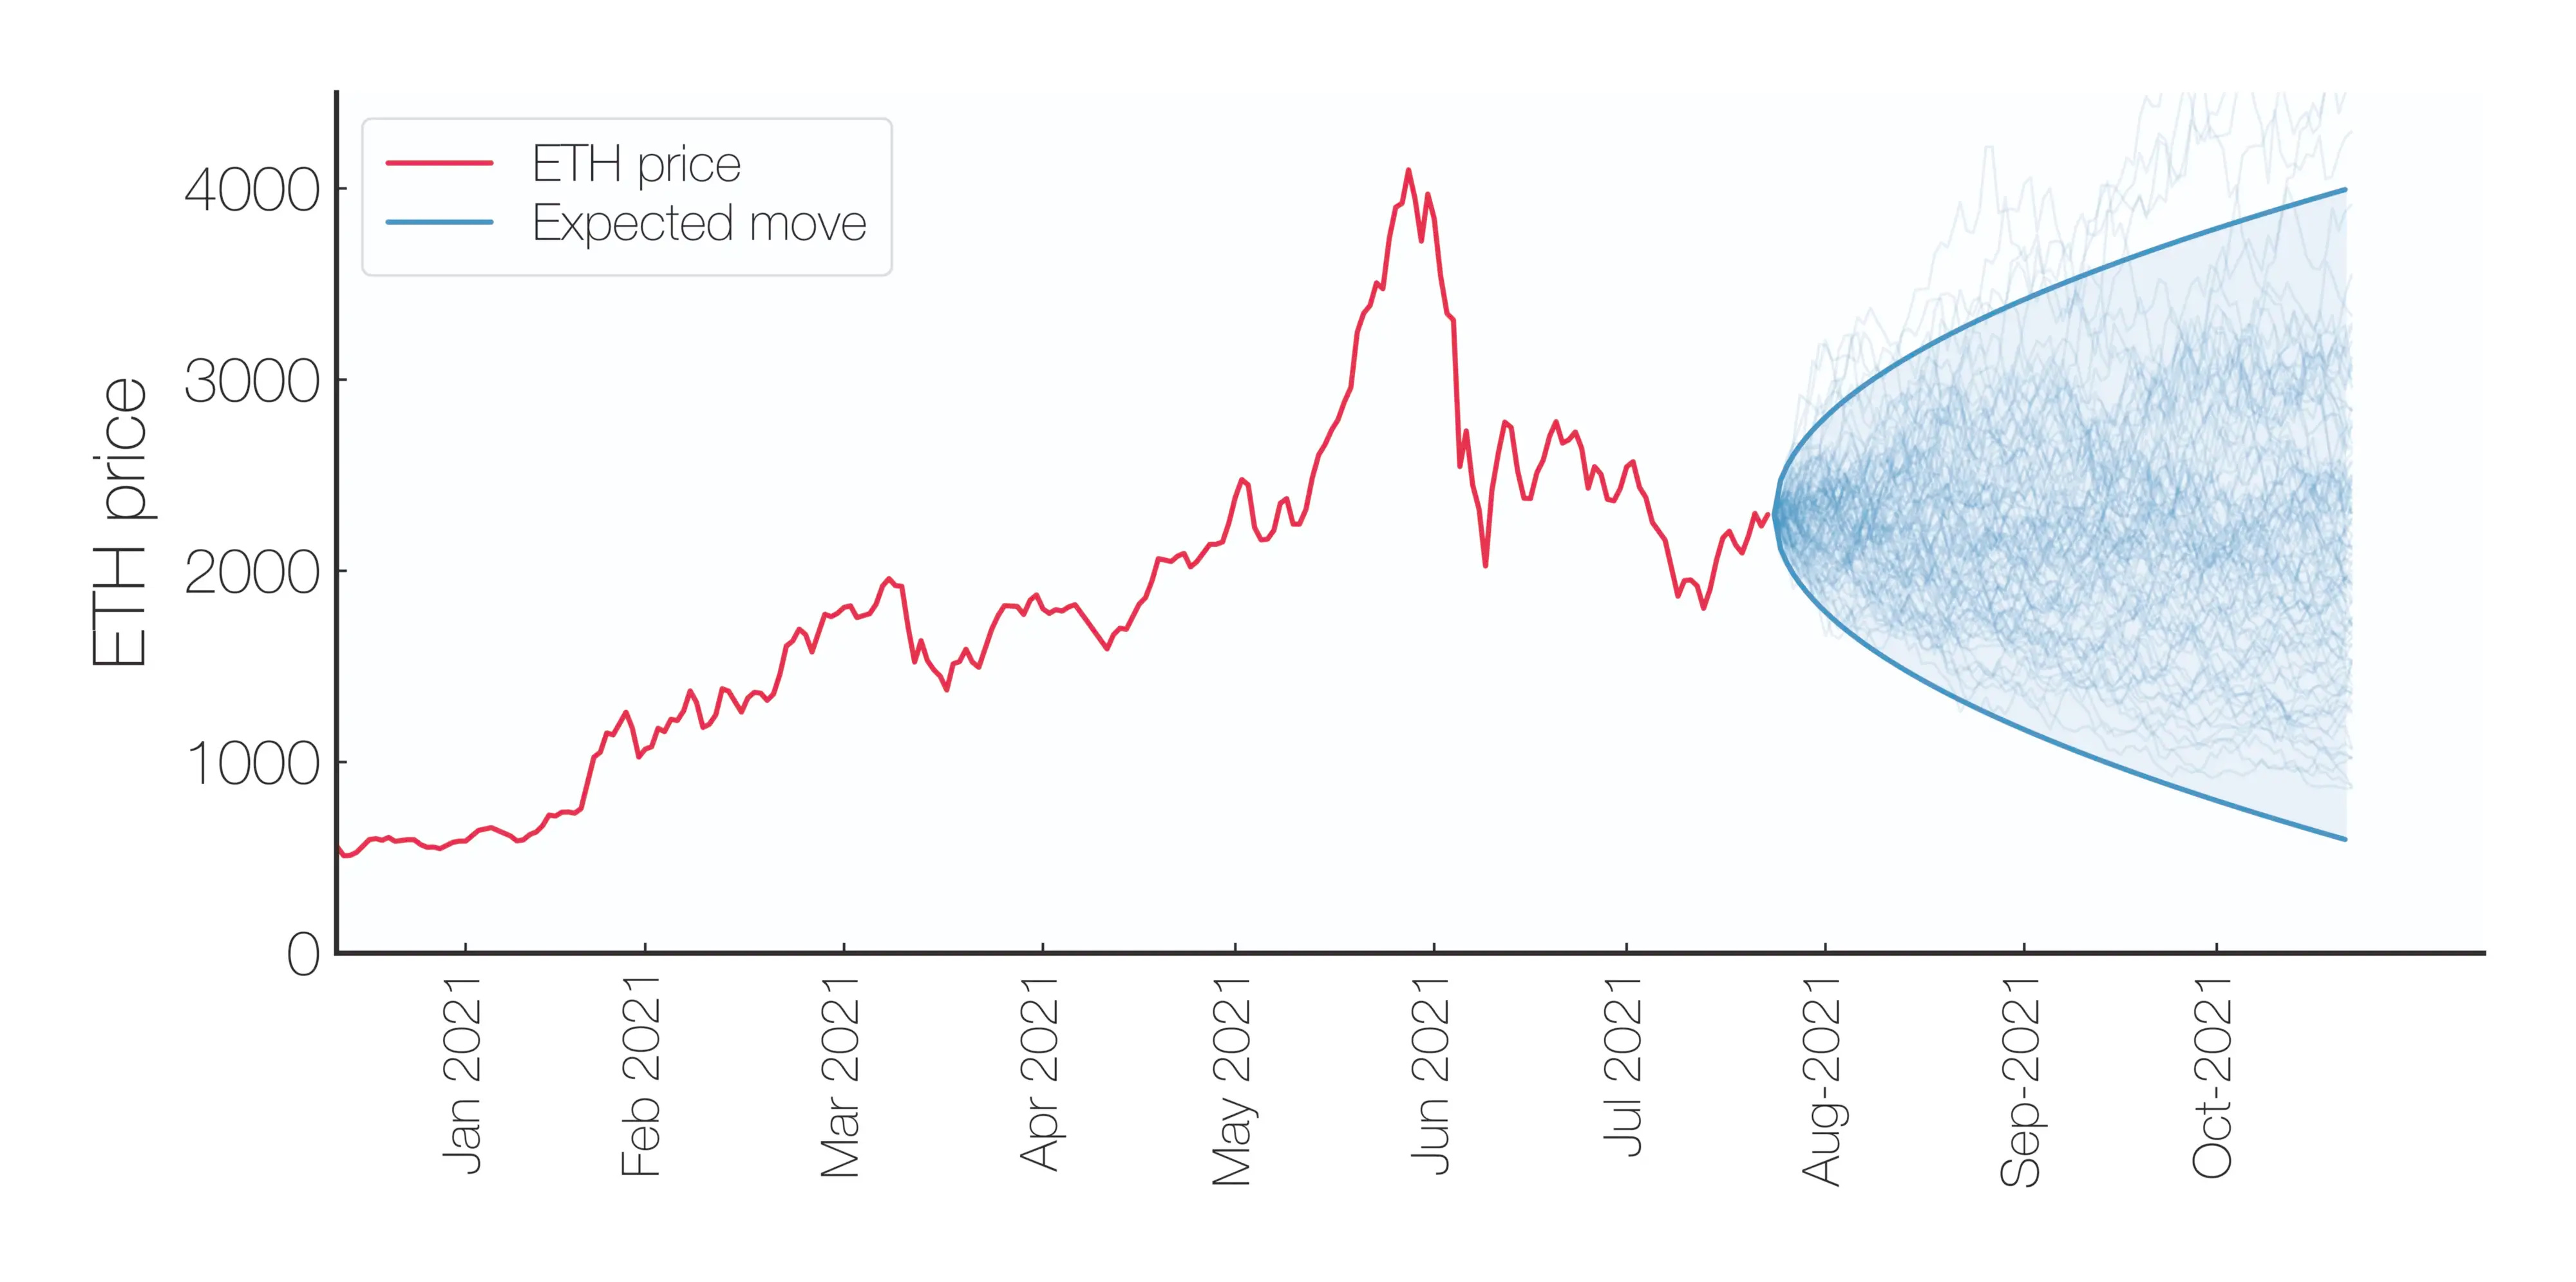 ETH price
Expected move
ETH price
4000
3000
2000
1000
0
Jan 2021
Feb 2021
Mar 2021
Apr 2021
May 2021
Jun 2021
Jul 2021
Aug-2021
Sep-2021
Oct-2021